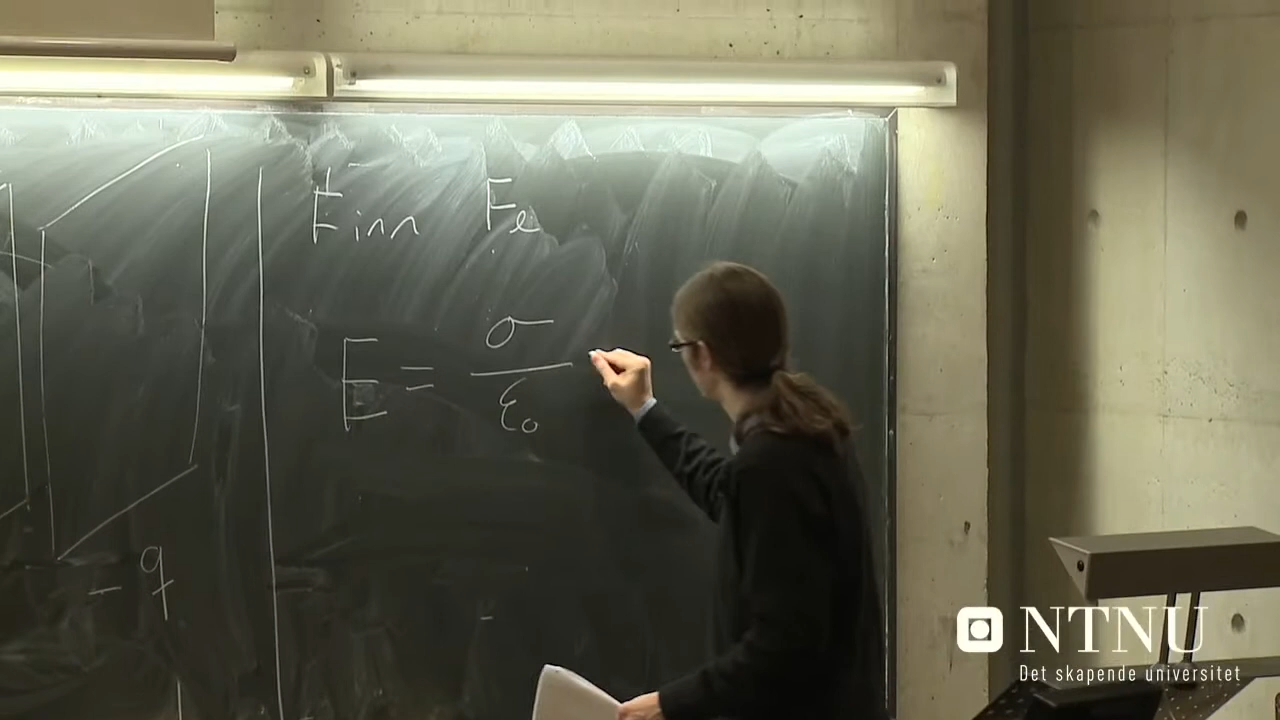 Finn Fe
E = σ
ε₀
- q
NTNU
Det skapende universitet